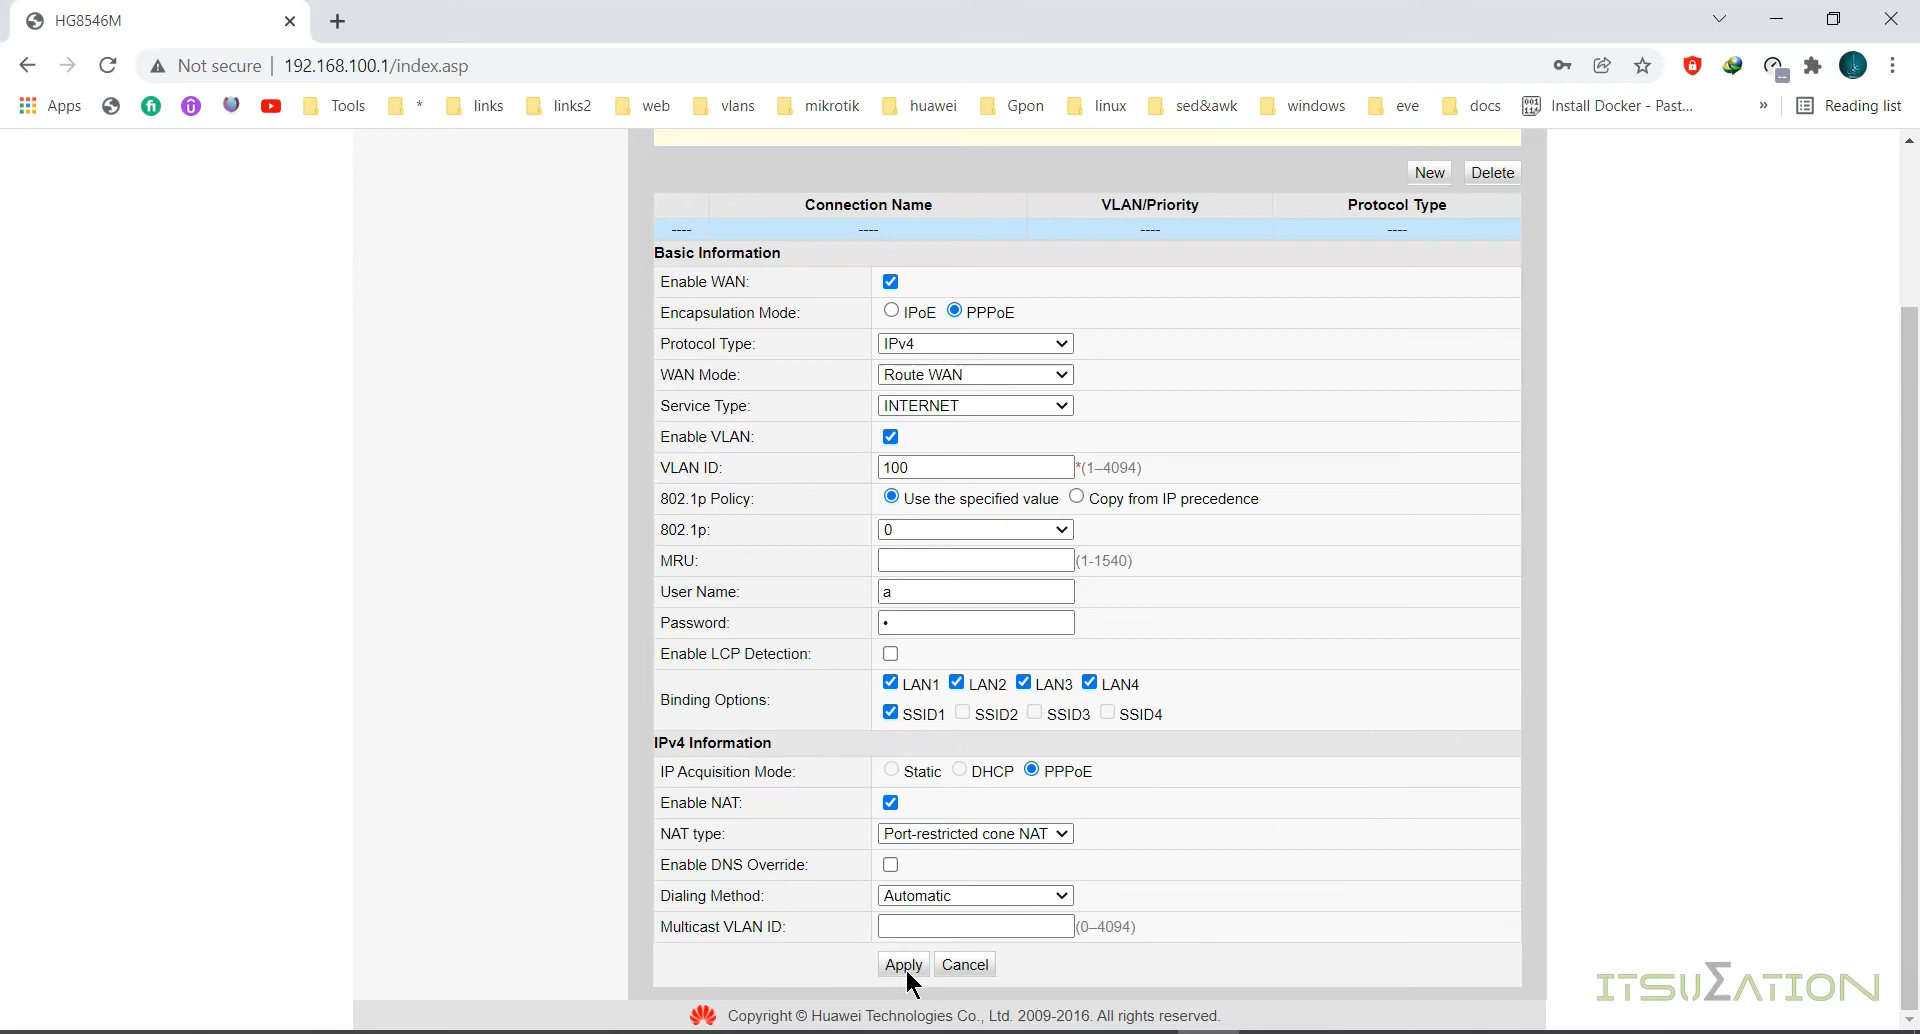 HG8546M
Not secure | 192.168.100.1/index.asp
Apps Tools * links links2 web vlans mikrotik huawei Gpon linux sed&awk windows eve docs Install Docker - Past... » Reading list
New Delete
Connection Name VLAN/Priority Protocol Type
---- ---- ---- ----
Basic Information
Enable WAN:
Encapsulation Mode: IPoE PPPoE
Protocol Type: IPv4
WAN Mode: Route WAN
Service Type: INTERNET
Enable VLAN:
VLAN ID: 100 *(1–4094)
802.1p Policy: Use the specified value Copy from IP precedence
802.1p: 0
MRU: (1-1540)
User Name: a
Password: •
Enable LCP Detection:
Binding Options: LAN1 LAN2 LAN3 LAN4
SSID1 SSID2 SSID3 SSID4
IPv4 Information
IP Acquisition Mode: Static DHCP PPPoE
Enable NAT:
NAT type: Port-restricted cone NAT
Enable DNS Override:
Dialing Method: Automatic
Multicast VLAN ID: (0–4094)
Apply Cancel
ITSUΣATION
Copyright © Huawei Technologies Co., Ltd. 2009-2016. All rights reserved.